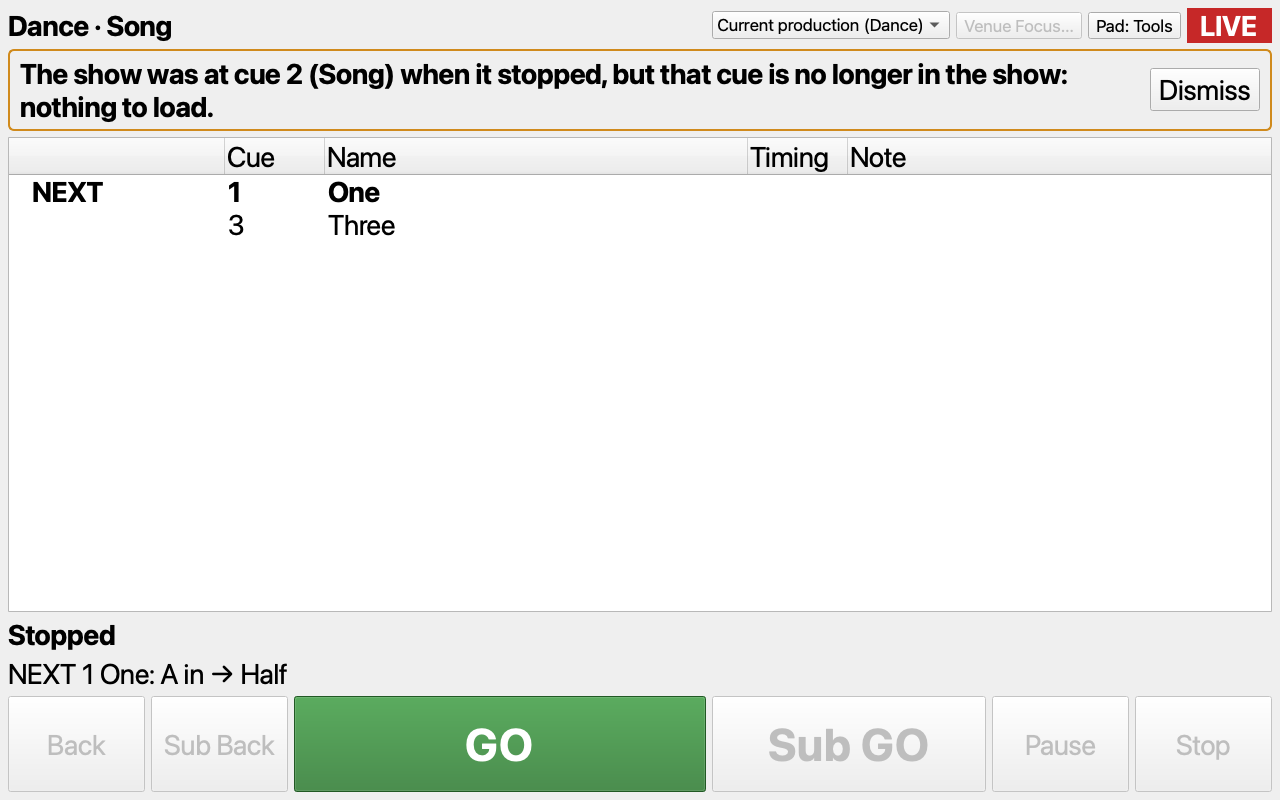 Dance · Song
Current production (Dance)
Venue Focus...
Pad: Tools
LIVE
The show was at cue 2 (Song) when it stopped, but that cue is no longer in the show:
nothing to load.
Dismiss
Cue Name Timing Note
NEXT 1 One
3 Three
Stopped
NEXT 1 One: A in → Half
Back
Sub Back
GO
Sub GO
Pause
Stop